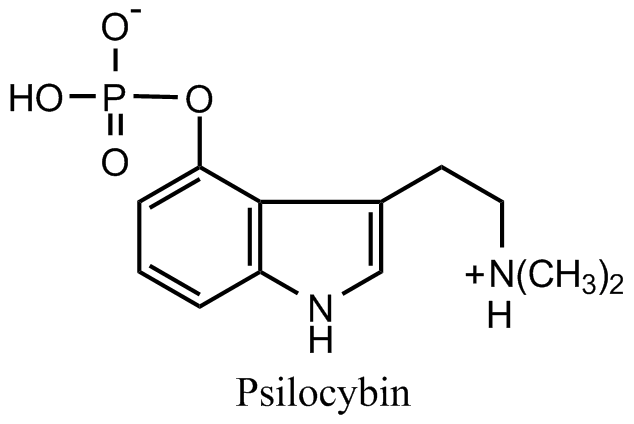 O⁻
HO P O
O
+N(CH₃)₂
H
N
H
Psilocybin